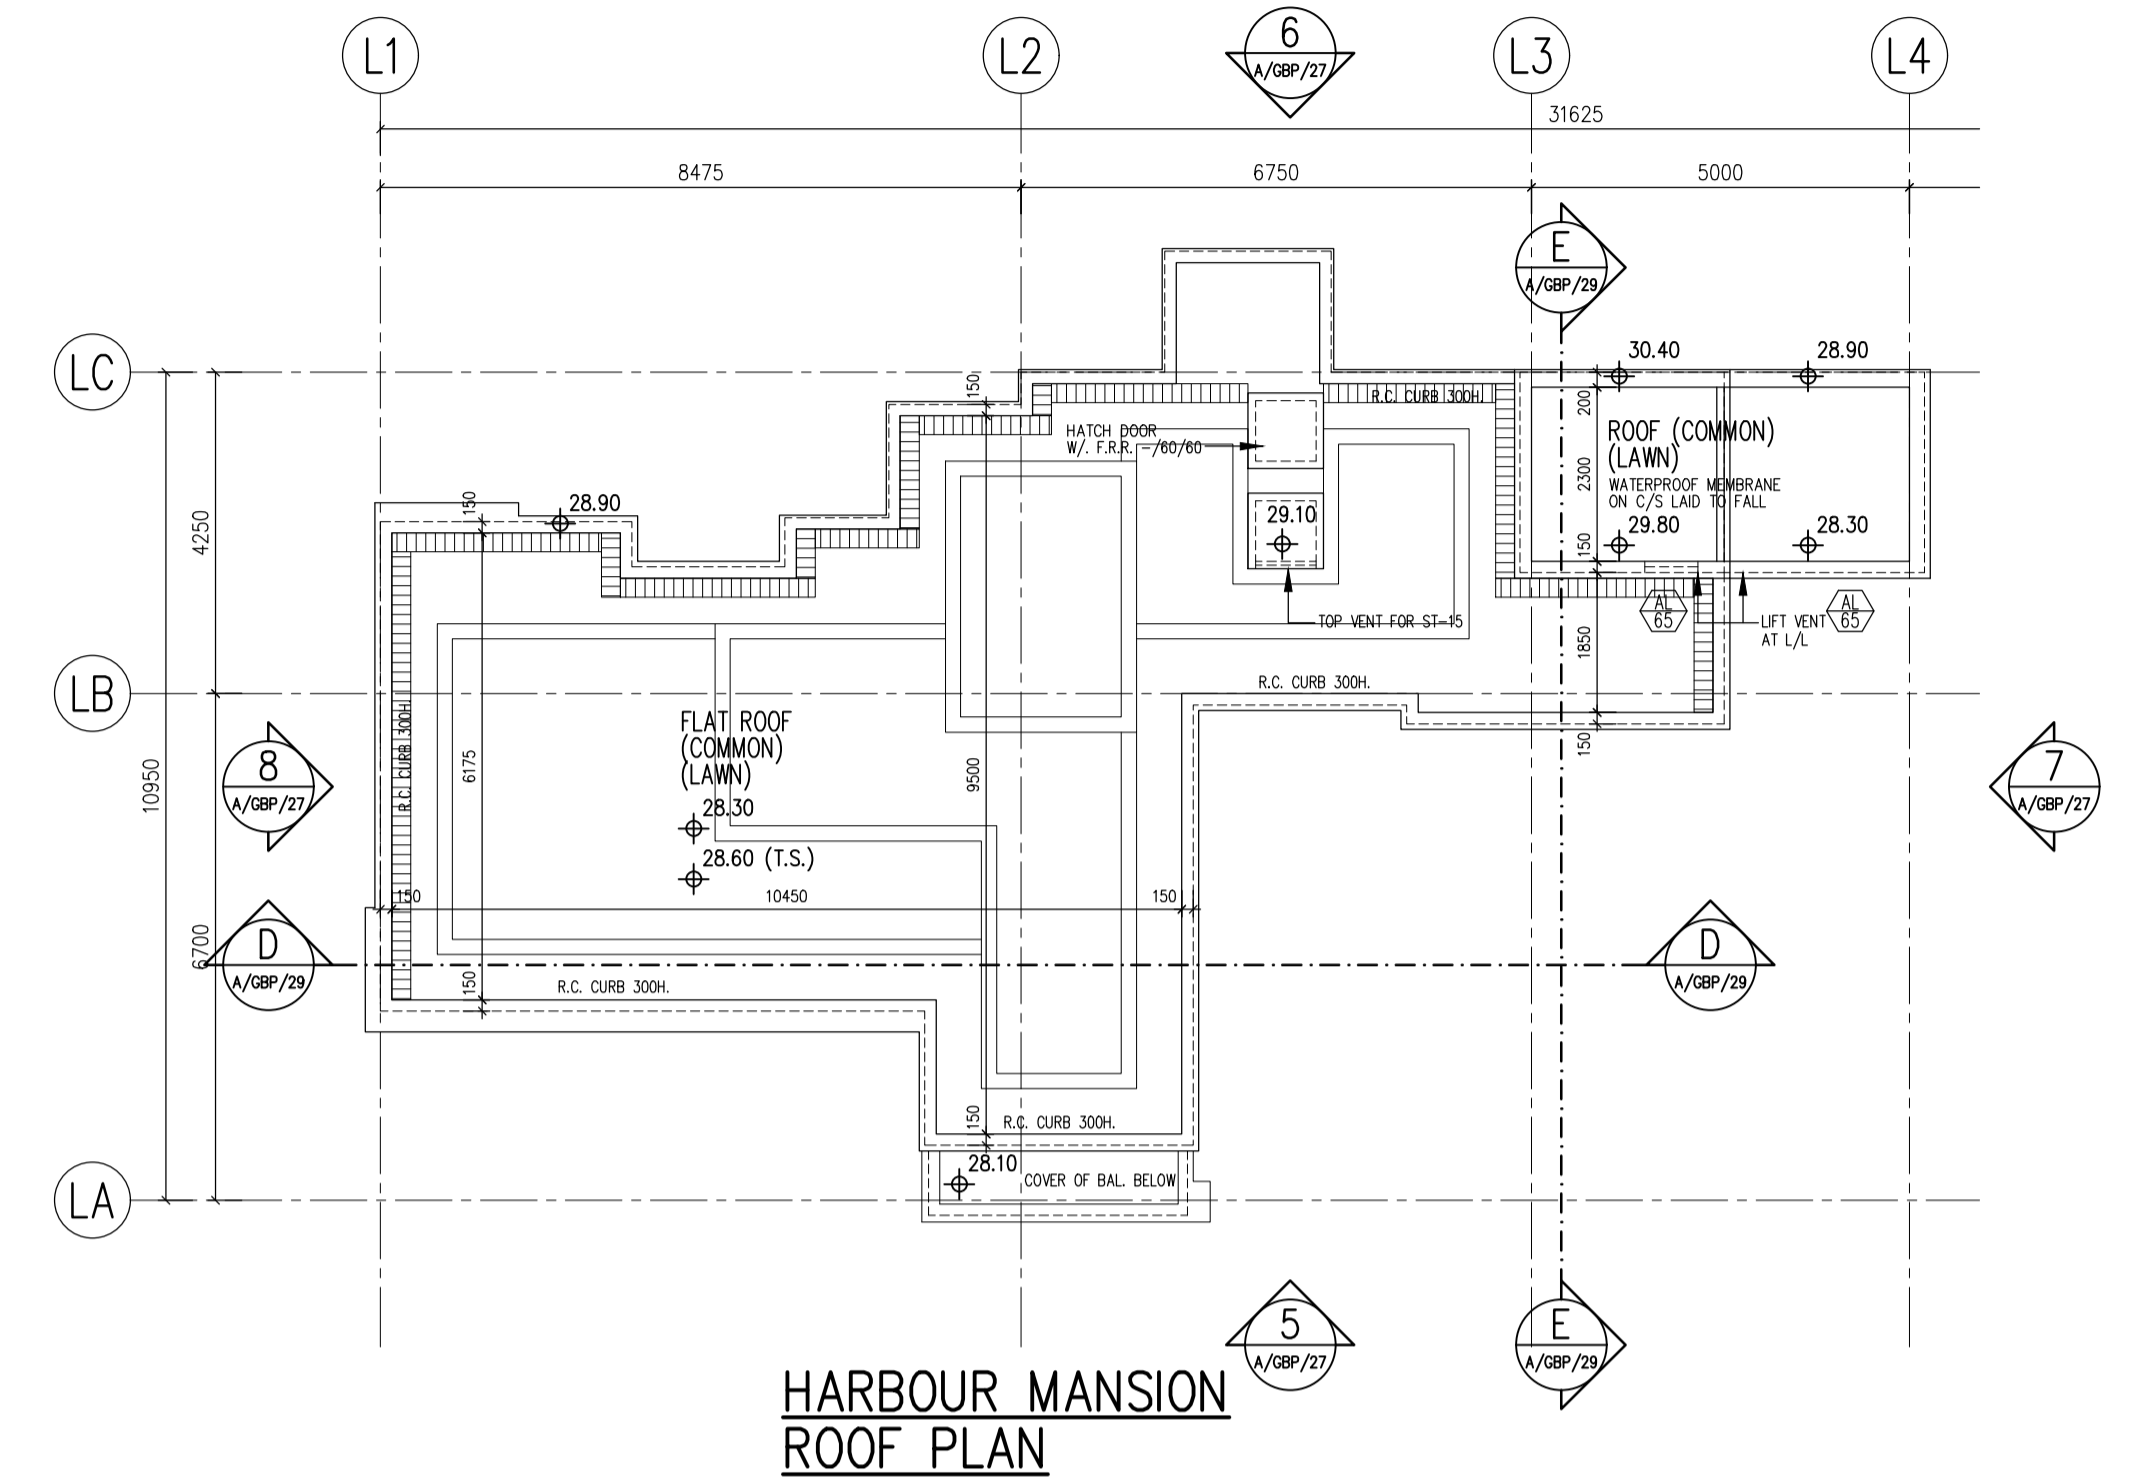 L1
L2
6
A/GBP/27
L3
L4
31625
8475
6750
5000
E
A/GBP/29
LC
30.40
28.90
150
R.C. CURB 300H.
200
HATCH DOOR
W/. F.R.R. -/60/60
ROOF (COMMON)
(LAWN)
2300
WATERPROOF MEMBRANE
ON C/S LAID TO FALL
150
28.90
29.10
29.80
28.30
4250
150
AL
65
AL
65
TOP VENT FOR ST-15
LIFT VENT
AT L/L
1850
LB
R.C. CURB 300H.
FLAT ROOF
(COMMON)
(LAWN)
150
R.C. CURB 300H.
8
A/GBP/27
6175
9500
7
A/GBP/27
10950
28.30
28.60 (T.S.)
150
10450
150
6700
D
A/GBP/29
D
A/GBP/29
150
R.C. CURB 300H.
150
R.C. CURB 300H.
28.10
COVER OF BAL. BELOW
LA
5
A/GBP/27
E
A/GBP/29
HARBOUR MANSION
ROOF PLAN